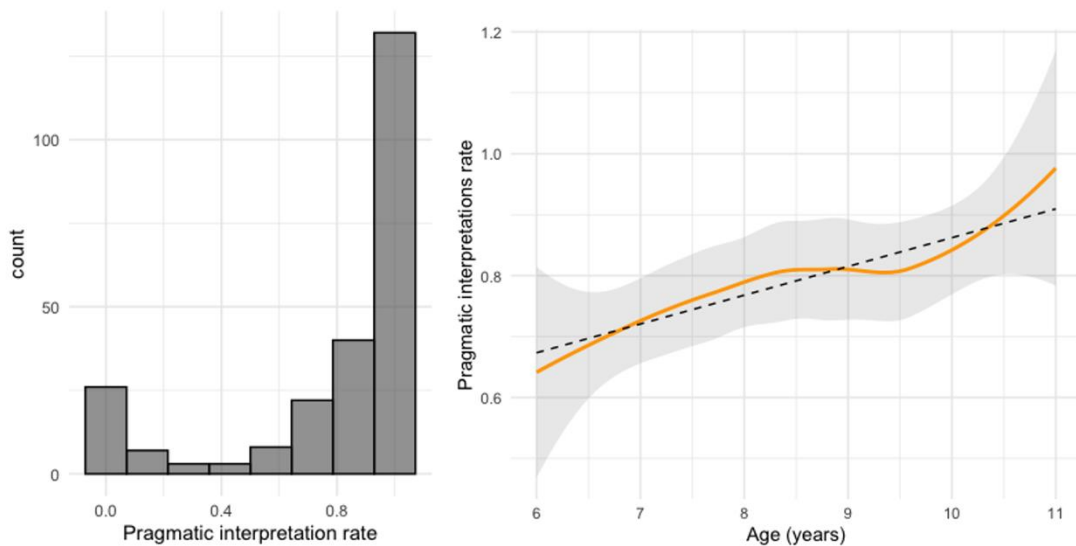 count
100
50
0
0.0 0.4 0.8
Pragmatic interpretation rate
Pragmatic interpretations rate
1.2
1.0
0.8
0.6
6 7 8 9 10 11
Age (years)